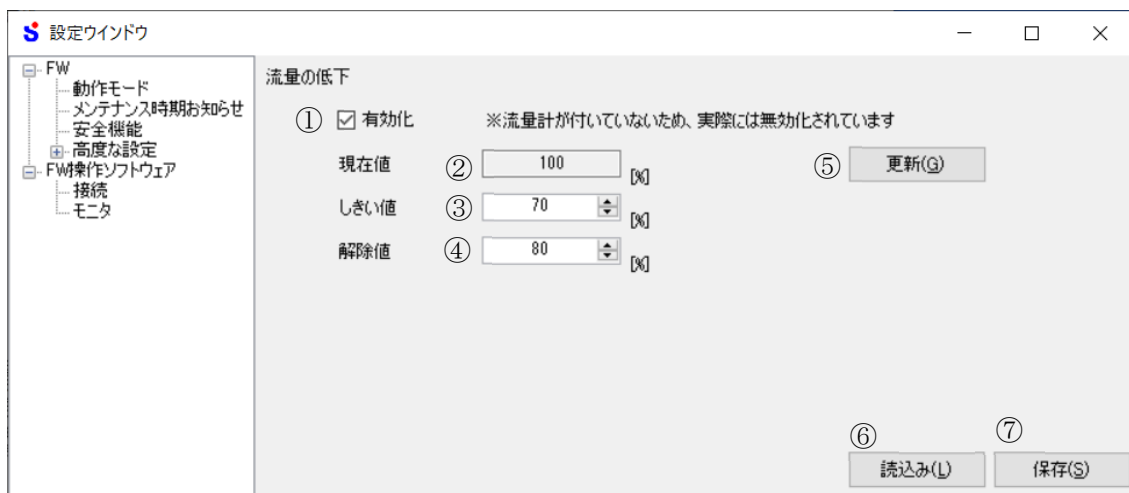 設定ウインドウ
FW
動作モード
メンテナンス時期お知らせ
安全機能
高度な設定
FW操作ソフトウェア
接続
モニタ
流量の低下
① 有効化 ※流量計が付いていないため、実際には無効化されています
現在値 ② 100 [%] ⑤ 更新(G)
しきい値 ③ 70 [%]
解除値 ④ 80 [%]
⑥ ⑦
読込み(L) 保存(S)